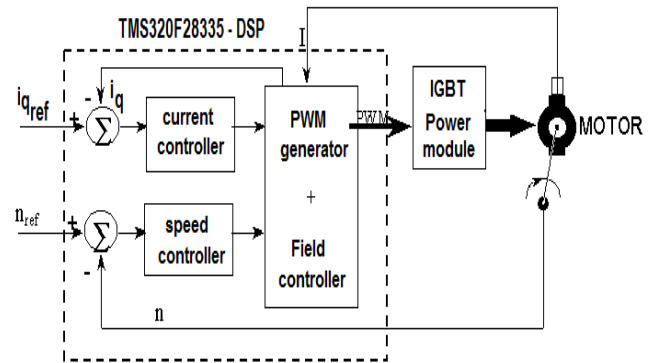 TMS320F28335 - DSP
I
iqref
+
-
iq
Σ
current
controller
PWM
generator
+
Field
controller
PWM
IGBT
Power
module
MOTOR
nref
+
Σ
-
speed
controller
n